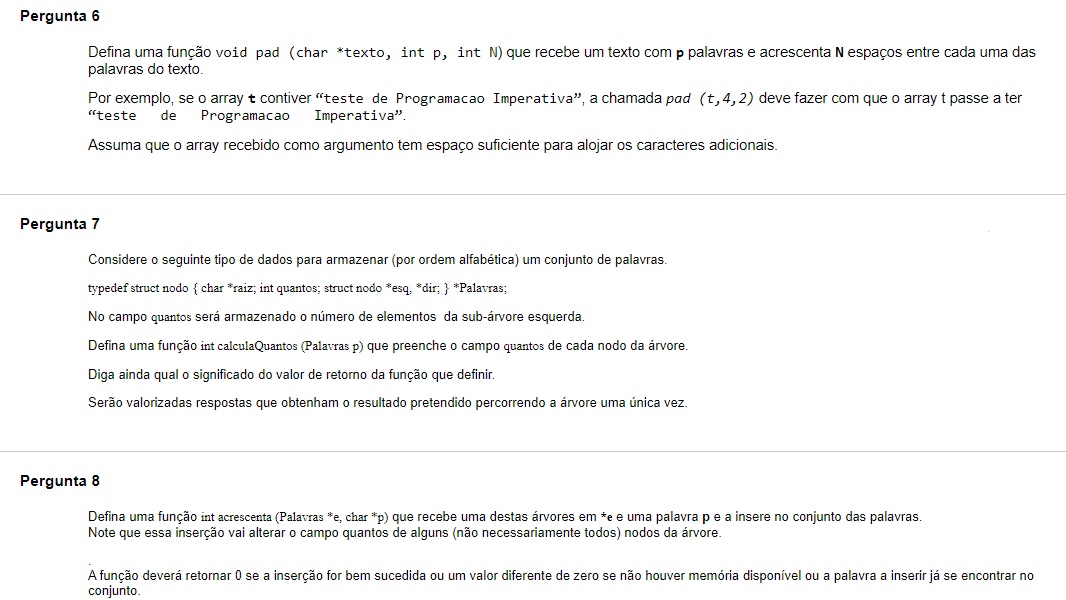 Pergunta 6
Defina uma função void pad (char *texto, int p, int N) que recebe um texto com p palavras e acrescenta N espaços entre cada uma das
palavras do texto.
Por exemplo, se o array t contiver “teste de Programacao Imperativa”, a chamada pad (t,4,2) deve fazer com que o array t passe a ter
“teste   de   Programacao   Imperativa”.
Assuma que o array recebido como argumento tem espaço suficiente para alojar os caracteres adicionais.
Pergunta 7
Considere o seguinte tipo de dados para armazenar (por ordem alfabética) um conjunto de palavras.
typedef struct nodo { char *raiz; int quantos; struct nodo *esq, *dir; } *Palavras;
No campo quantos será armazenado o número de elementos  da sub-árvore esquerda.
Defina uma função int calculaQuantos (Palavras p) que preenche o campo quantos de cada nodo da árvore.
Diga ainda qual o significado do valor de retorno da função que definir.
Serão valorizadas respostas que obtenham o resultado pretendido percorrendo a árvore uma única vez.
Pergunta 8
Defina uma função int acrescenta (Palavras *e, char *p) que recebe uma destas árvores em *e e uma palavra p e a insere no conjunto das palavras.
Note que essa inserção vai alterar o campo quantos de alguns (não necessariamente todos) nodos da árvore.
.
A função deverá retornar 0 se a inserção for bem sucedida ou um valor diferente de zero se não houver memória disponível ou a palavra a inserir já se encontrar no
conjunto.